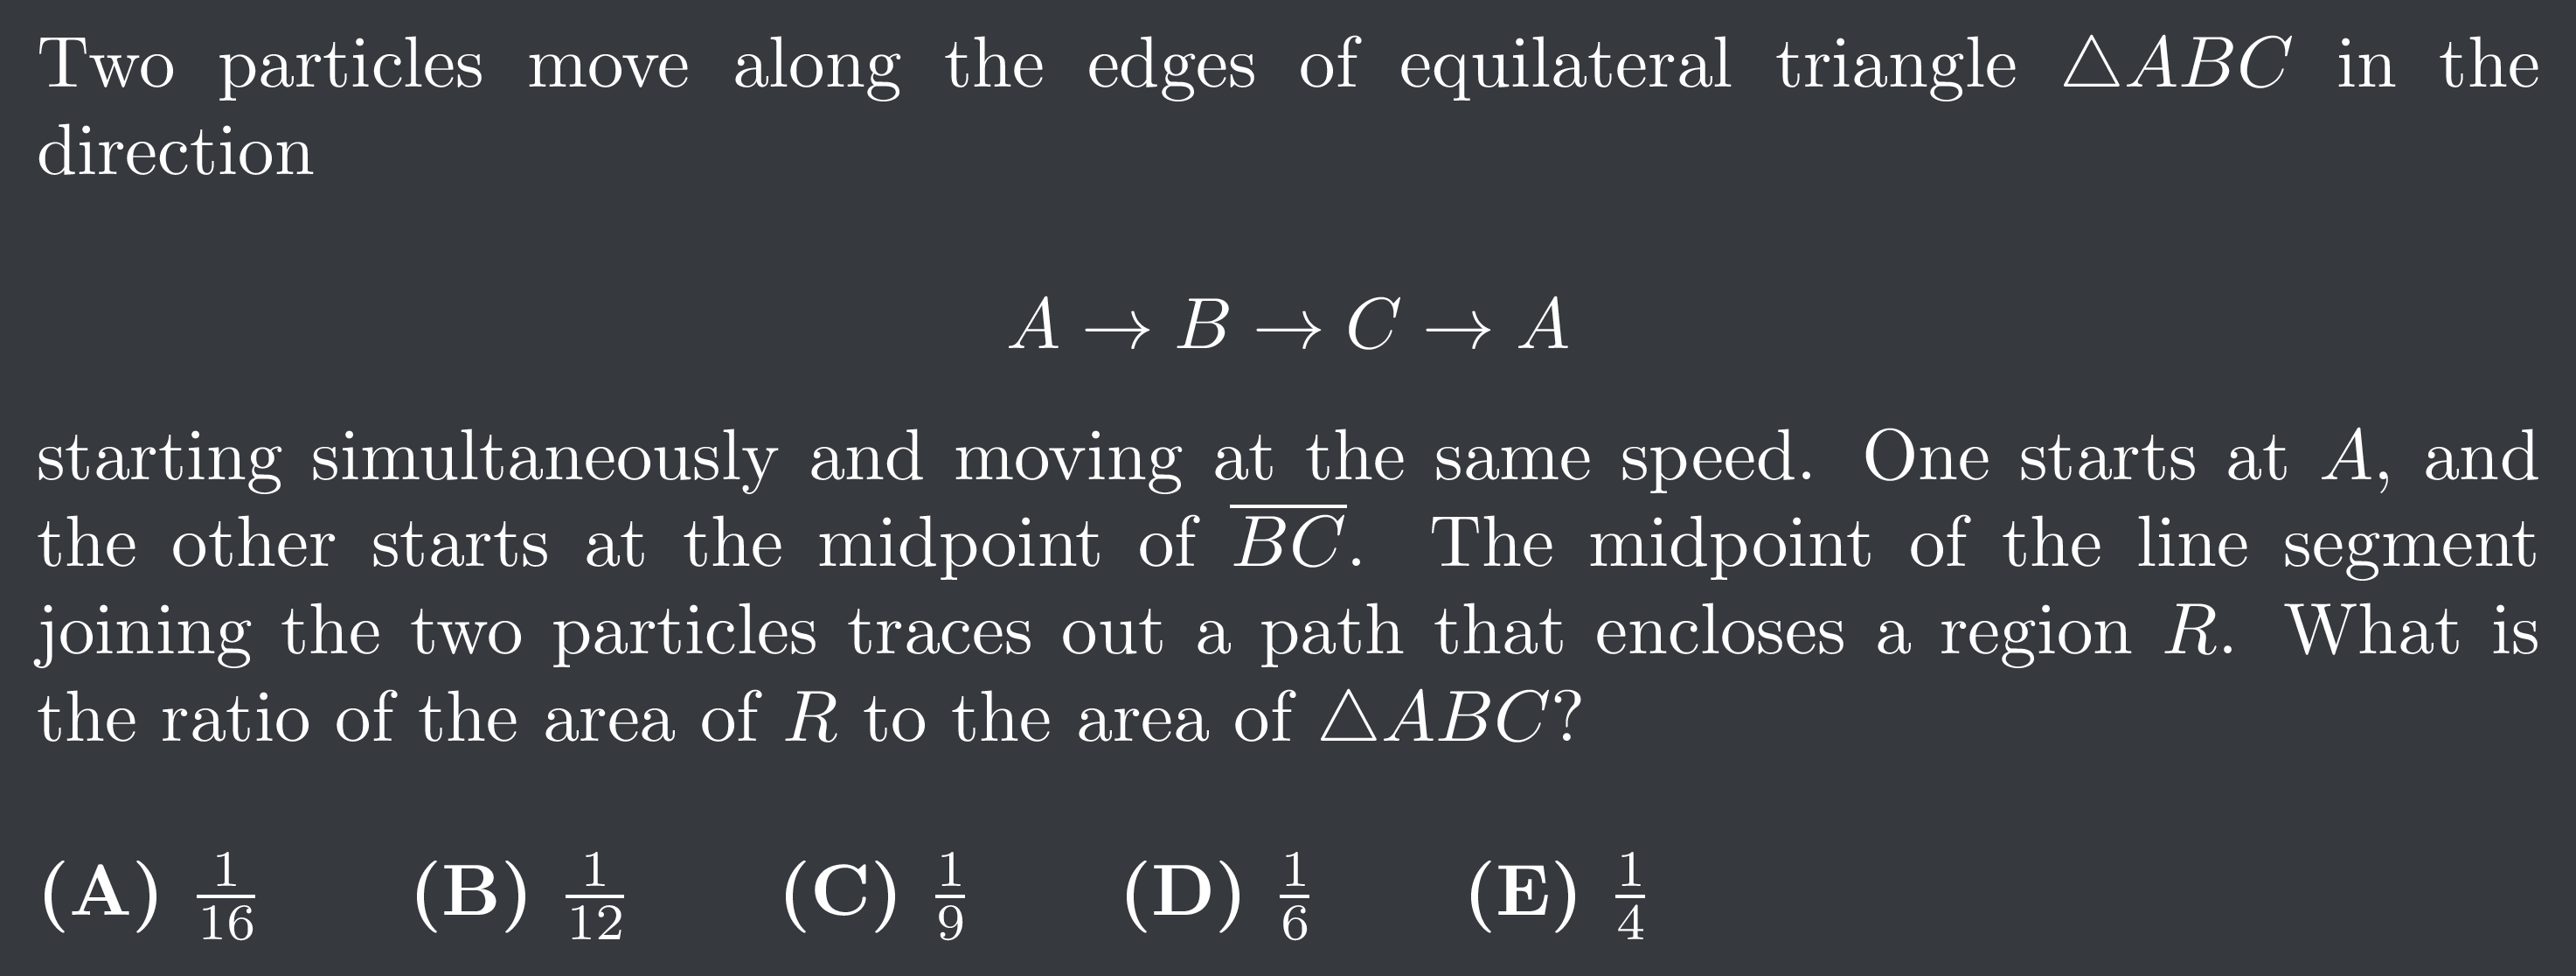 Two particles move along the edges of equilateral triangle △ABC in the
direction
A → B → C → A
starting simultaneously and moving at the same speed. One starts at A, and
the other starts at the midpoint of \overline{BC}. The midpoint of the line segment
joining the two particles traces out a path that encloses a region R. What is
the ratio of the area of R to the area of △ABC?
(A) 1/16 (B) 1/12 (C) 1/9 (D) 1/6 (E) 1/4